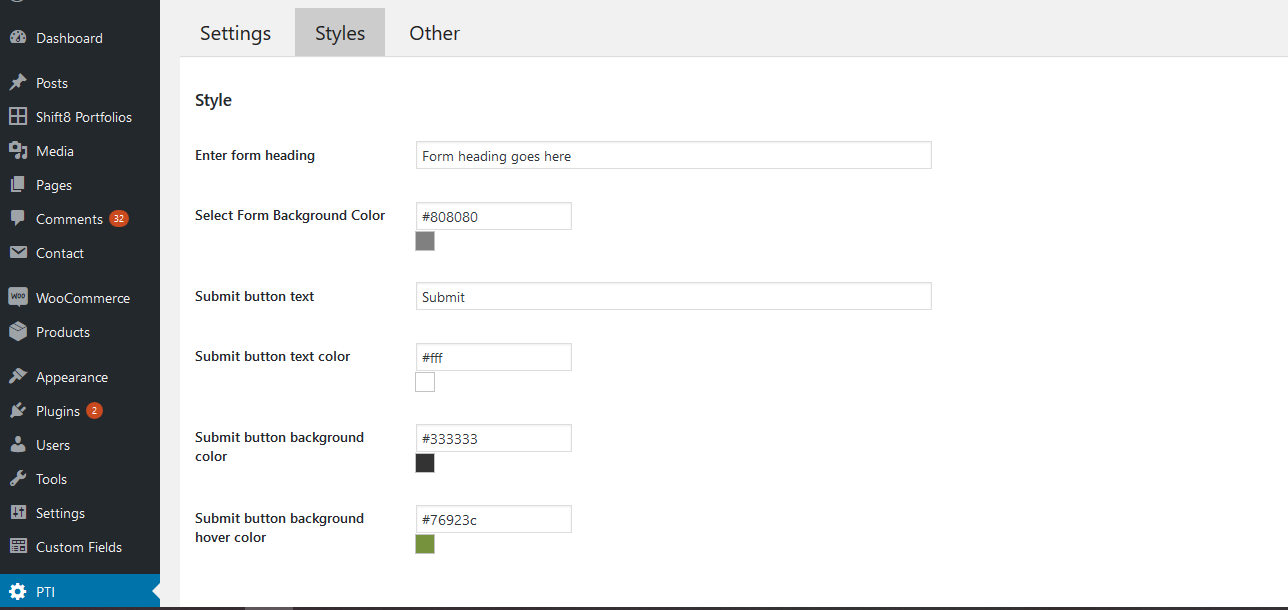 Dashboard
Posts
Shift8 Portfolios
Media
Pages
Comments 32
Contact
Woo WooCommerce
Products
Appearance
Plugins 2
Users
Tools
Settings
Custom Fields
PTI
Settings Styles Other
Style
Enter form heading Form heading goes here
Select Form Background Color #808080
Submit button text Submit
Submit button text color #fff
Submit button background
color
#333333
Submit button background
hover color
#76923c